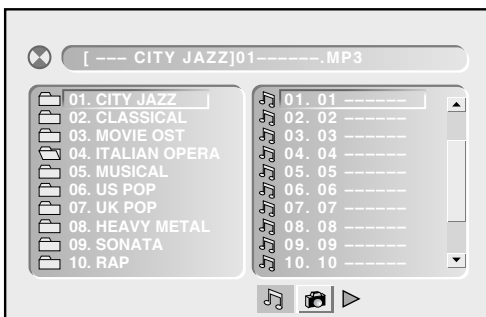 [ ––– CITY JAZZ]01––––––.MP3
01. CITY JAZZ
02. CLASSICAL
03. MOVIE OST
04. ITALIAN OPERA
05. MUSICAL
06. US POP
07. UK POP
08. HEAVY METAL
09. SONATA
10. RAP
01. 01 ––––––
02. 02 ––––––
03. 03 ––––––
04. 04 ––––––
05. 05 ––––––
06. 06 ––––––
07. 07 ––––––
08. 08 ––––––
09. 09 ––––––
10. 10 ––––––